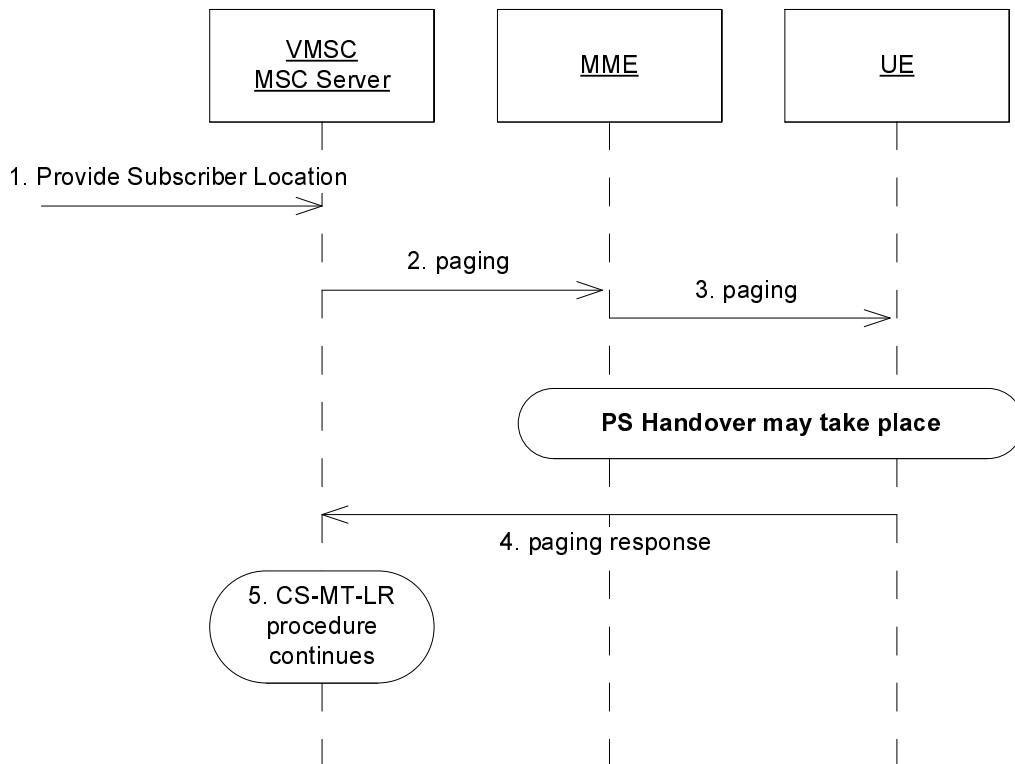 VMSC
MSC Server
MME
UE
1. Provide Subscriber Location
2. paging
3. paging
PS Handover may take place
4. paging response
5. CS-MT-LR
procedure
continues